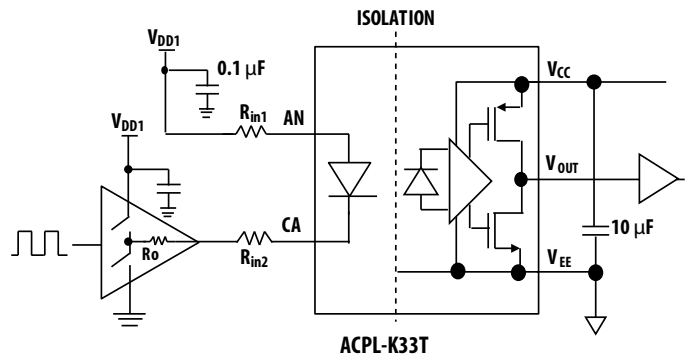 ISOLATION
VDD1
0.1 µF
VCC
Rin1
AN
VDD1
VOUT
CA
10 µF
Ro
Rin2
VEE
ACPL-K33T